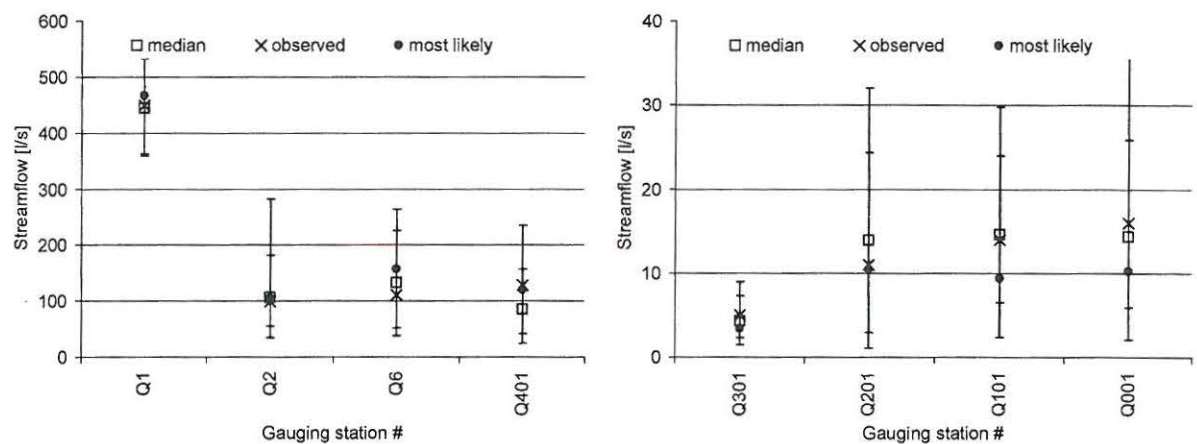 600
500
400
300
200
100
0
Streamflow [l/s]
median
observed
most likely
Q1
Q2
Q6
Q401
Gauging station #
40
30
20
10
0
Streamflow [l/s]
median
observed
most likely
Q301
Q201
Q101
Q001
Gauging station #